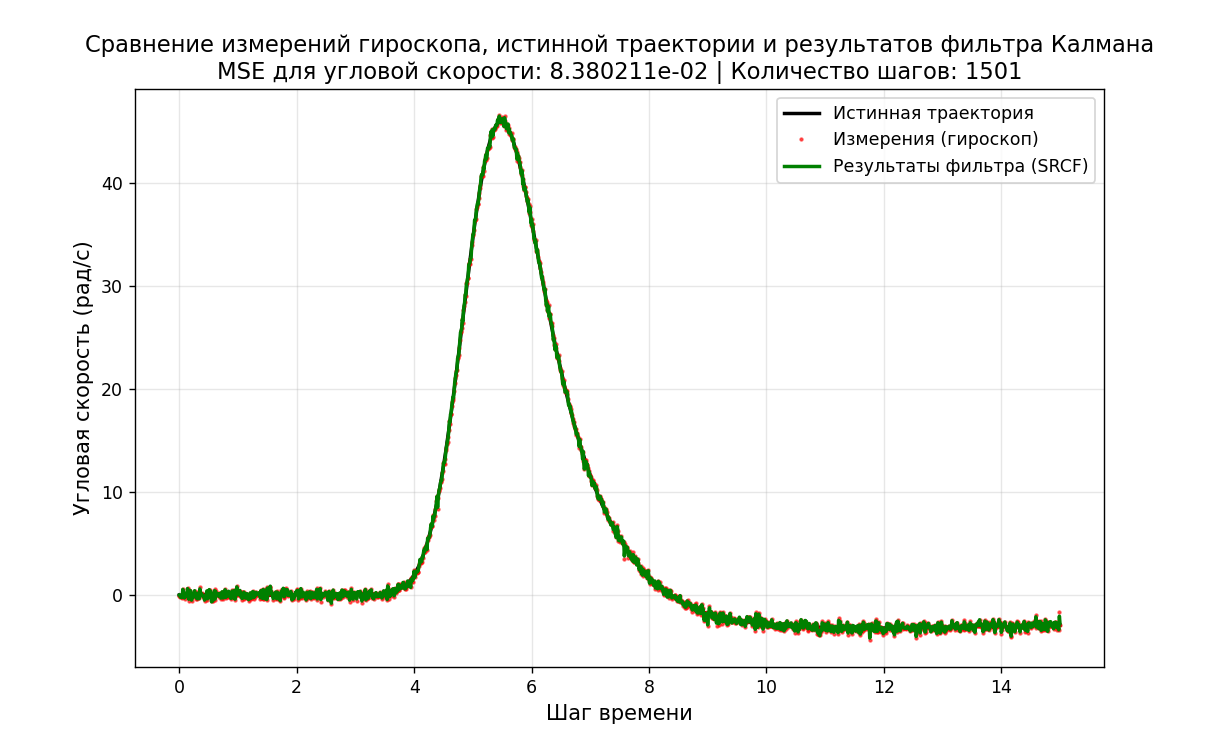 Сравнение измерений гироскопа, истинной траектории и результатов фильтра Калмана
MSE для угловой скорости: 8.380211e-02 | Количество шагов: 1501
Истинная траектория
Измерения (гироскоп)
Результаты фильтра (SRCF)
Угловая скорость (рад/с)
40
30
20
10
0
0 2 4 6 8 10 12 14
Шаг времени